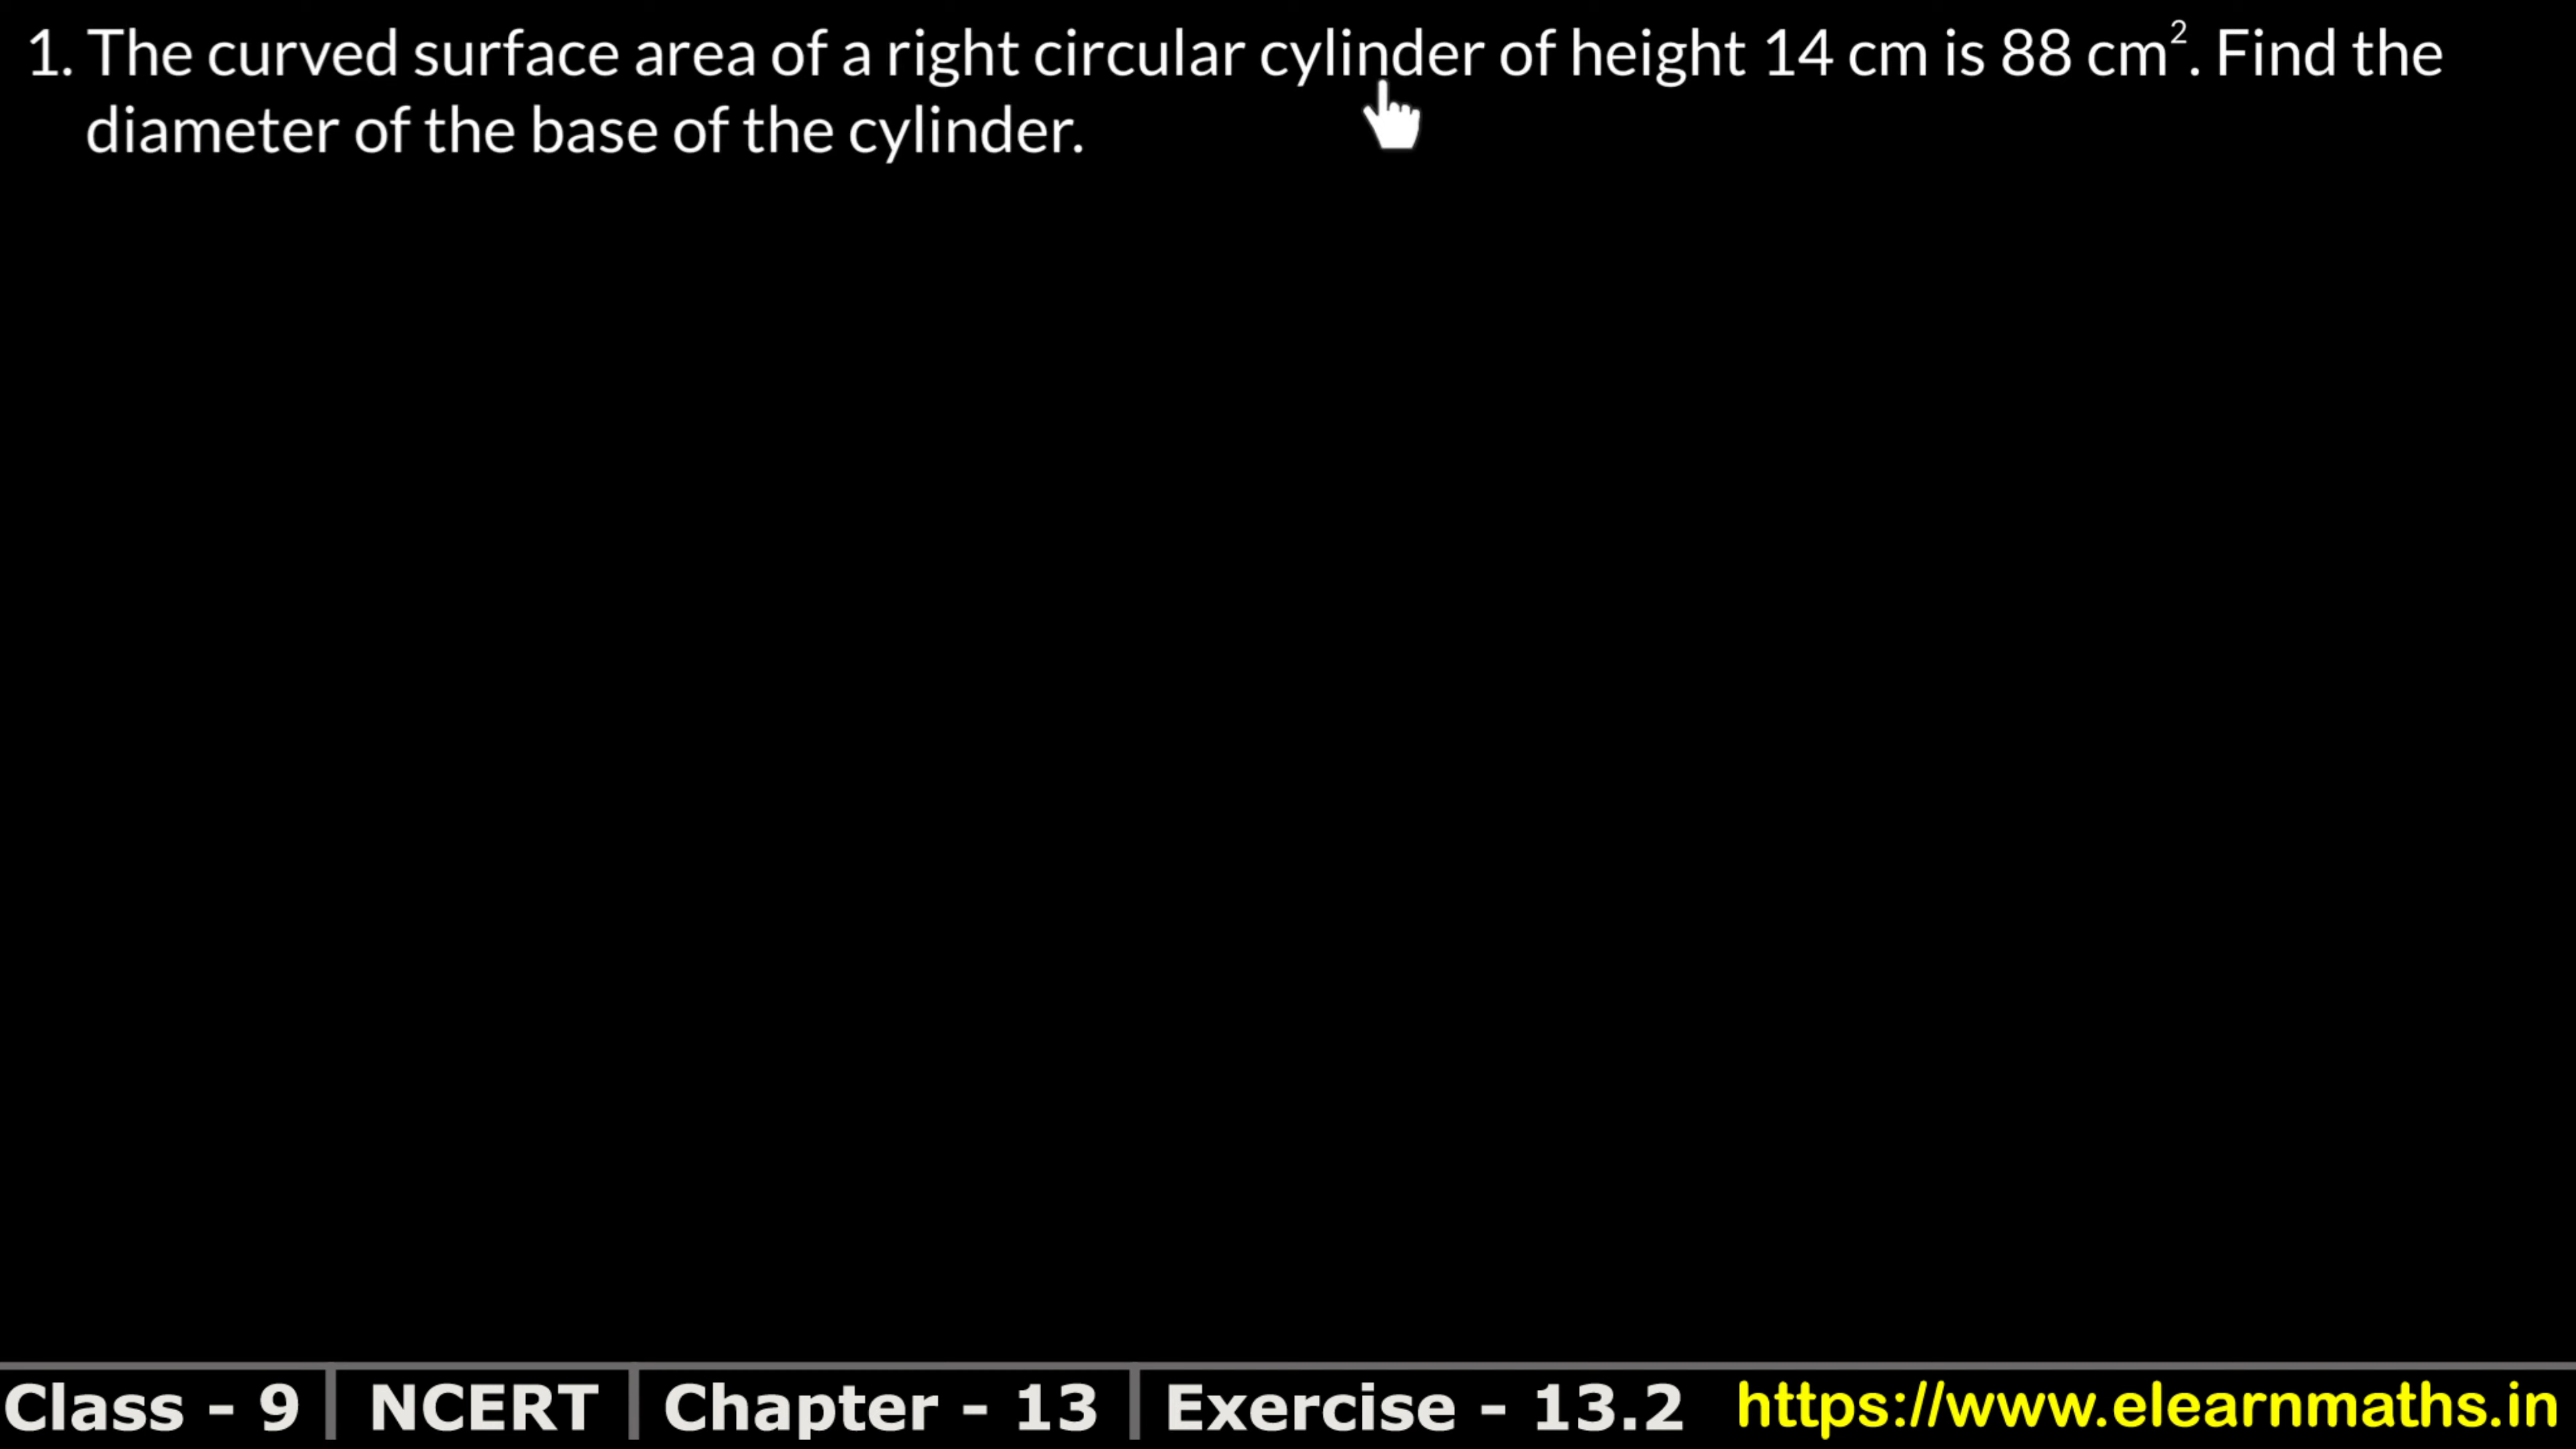 1. The curved surface area of a right circular cylinder of height 14 cm is 88 cm². Find the
diameter of the base of the cylinder.
Class - 9 | NCERT | Chapter - 13 | Exercise - 13.2 https://www.elearnmaths.in